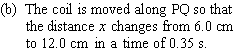 (b) The coil is moved along PQ so that
the distance x changes from 6.0 cm
to 12.0 cm in a time of 0.35 s.